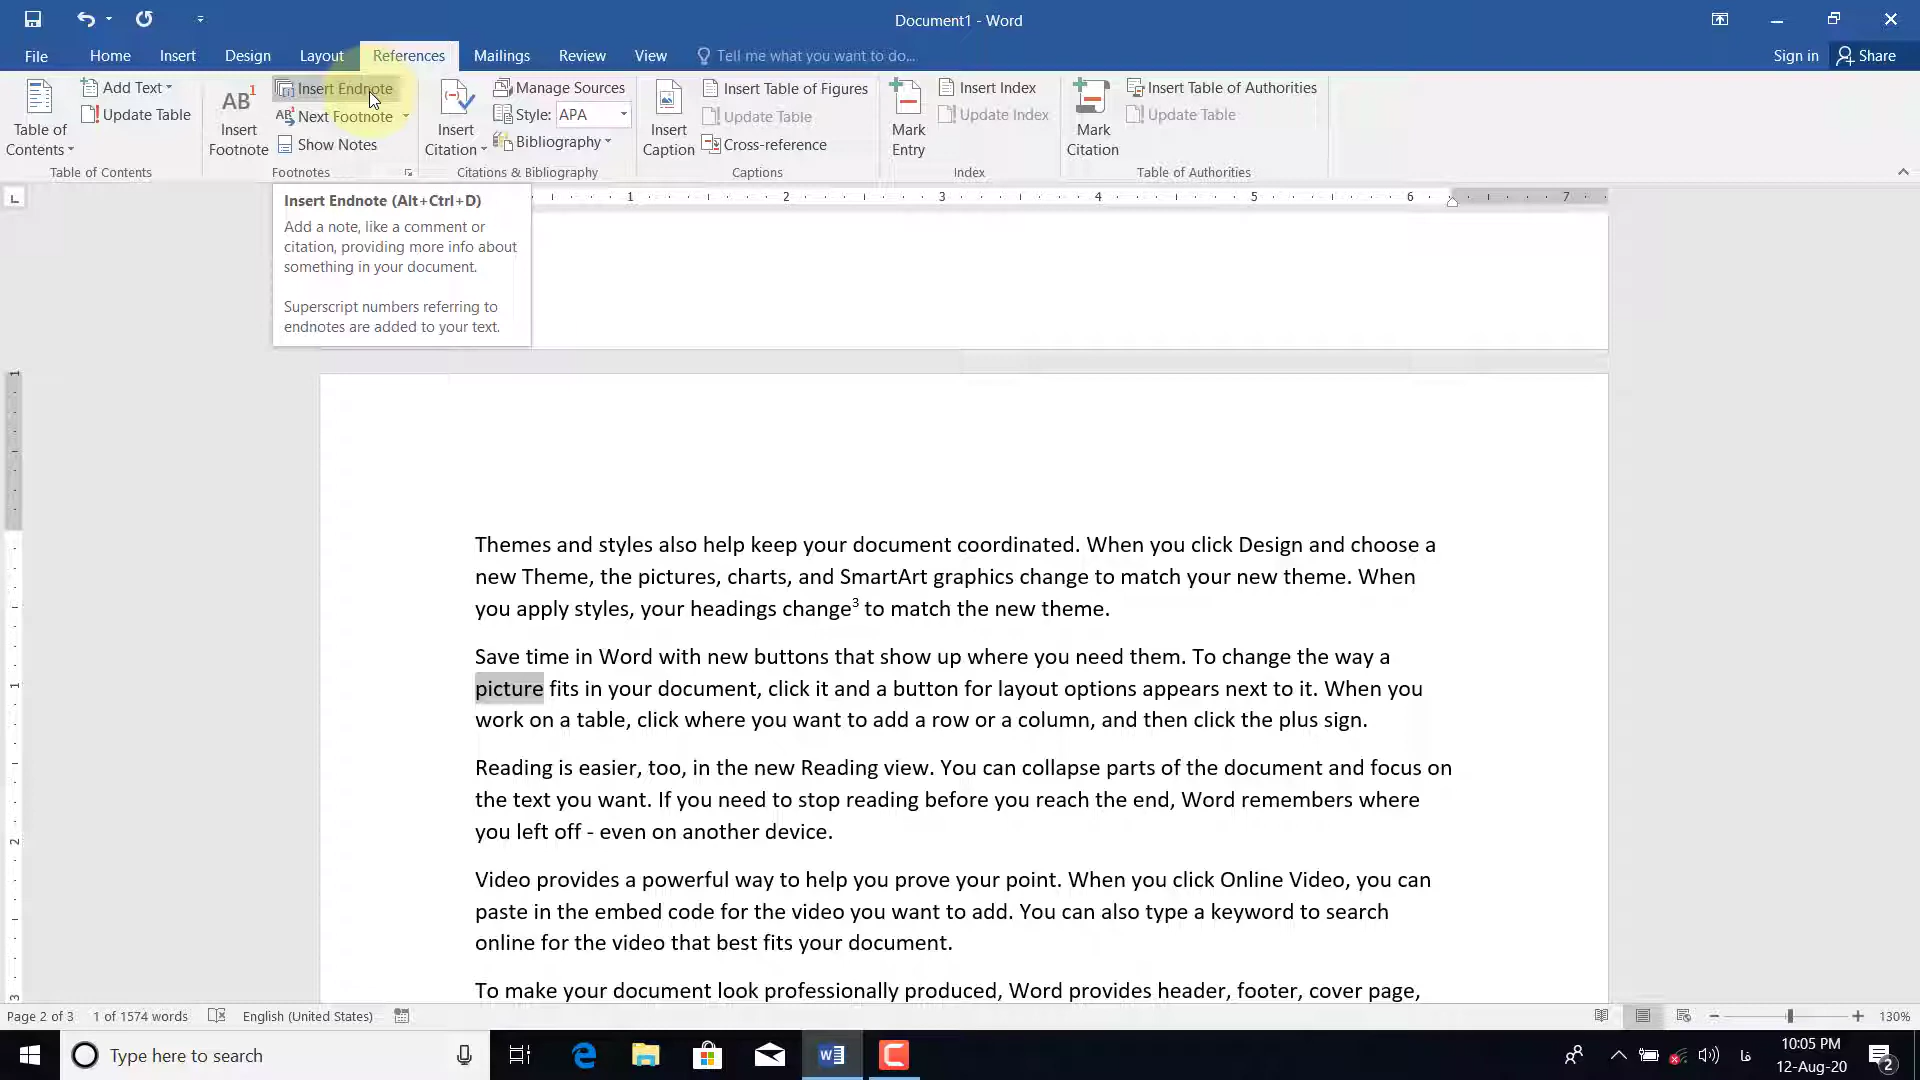 Document1 - Word
File Home Insert Design Layout References Mailings Review View Tell me what you want to do... Sign in Share
Table of Contents
Add Text
Update Table
Table of Contents
AB1
Insert Footnote
Insert Endnote
AB1 Next Footnote
Show Notes
Footnotes
Insert Citation
Manage Sources
Style: APA
Bibliography
Citations & Bibliography
Insert Caption
Insert Table of Figures
Update Table
Cross-reference
Captions
Mark Entry
Insert Index
Update Index
Index
Mark Citation
Insert Table of Authorities
Update Table
Table of Authorities
Insert Endnote (Alt+Ctrl+D)
Add a note, like a comment or
citation, providing more info about
something in your document.
Superscript numbers referring to
endnotes are added to your text.
L
1 2 3 4 5 6 7
1
1
2
3
Themes and styles also help keep your document coordinated. When you click Design and choose a
new Theme, the pictures, charts, and SmartArt graphics change to match your new theme. When
you apply styles, your headings change3 to match the new theme.
Save time in Word with new buttons that show up where you need them. To change the way a
picture fits in your document, click it and a button for layout options appears next to it. When you
work on a table, click where you want to add a row or a column, and then click the plus sign.
Reading is easier, too, in the new Reading view. You can collapse parts of the document and focus on
the text you want. If you need to stop reading before you reach the end, Word remembers where
you left off - even on another device.
Video provides a powerful way to help you prove your point. When you click Online Video, you can
paste in the embed code for the video you want to add. You can also type a keyword to search
online for the video that best fits your document.
To make your document look professionally produced, Word provides header, footer, cover page,
Page 2 of 3 1 of 1574 words English (United States) 130%
Type here to search
فا
10:05 PM
12-Aug-20
2